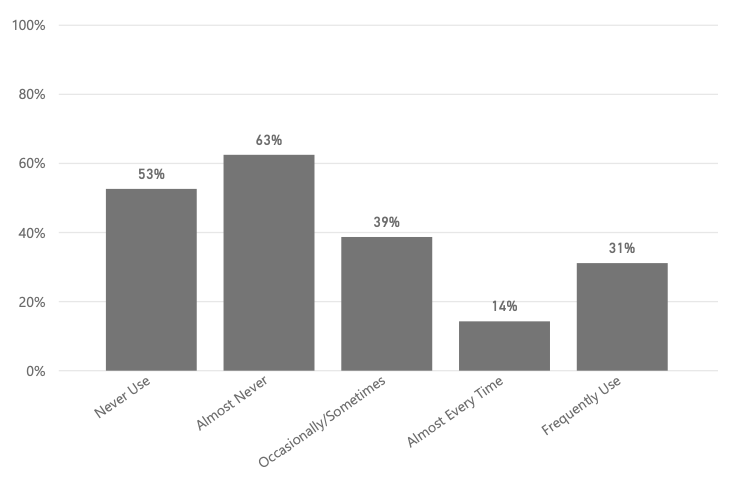 100%
80%
60%
40%
20%
0%
53%
63%
39%
14%
31%
Never Use
Almost Never
Occasionally/Sometimes
Almost Every Time
Frequently Use